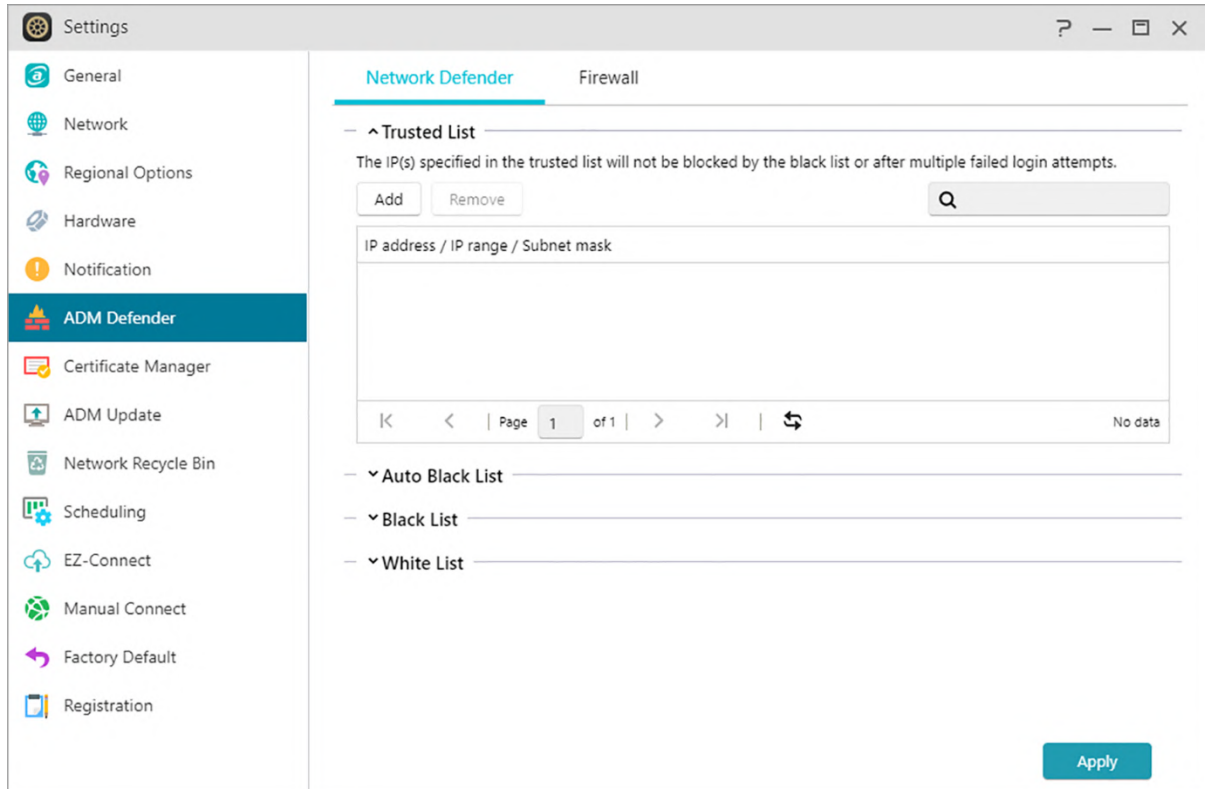 Settings
General
Network
Regional Options
Hardware
Notification
ADM Defender
Certificate Manager
ADM Update
Network Recycle Bin
Scheduling
EZ-Connect
Manual Connect
Factory Default
Registration
Network Defender Firewall
Trusted List
The IP(s) specified in the trusted list will not be blocked by the black list or after multiple failed login attempts.
Add Remove
IP address / IP range / Subnet mask
Page 1 of 1 No data
Auto Black List
Black List
White List
Apply